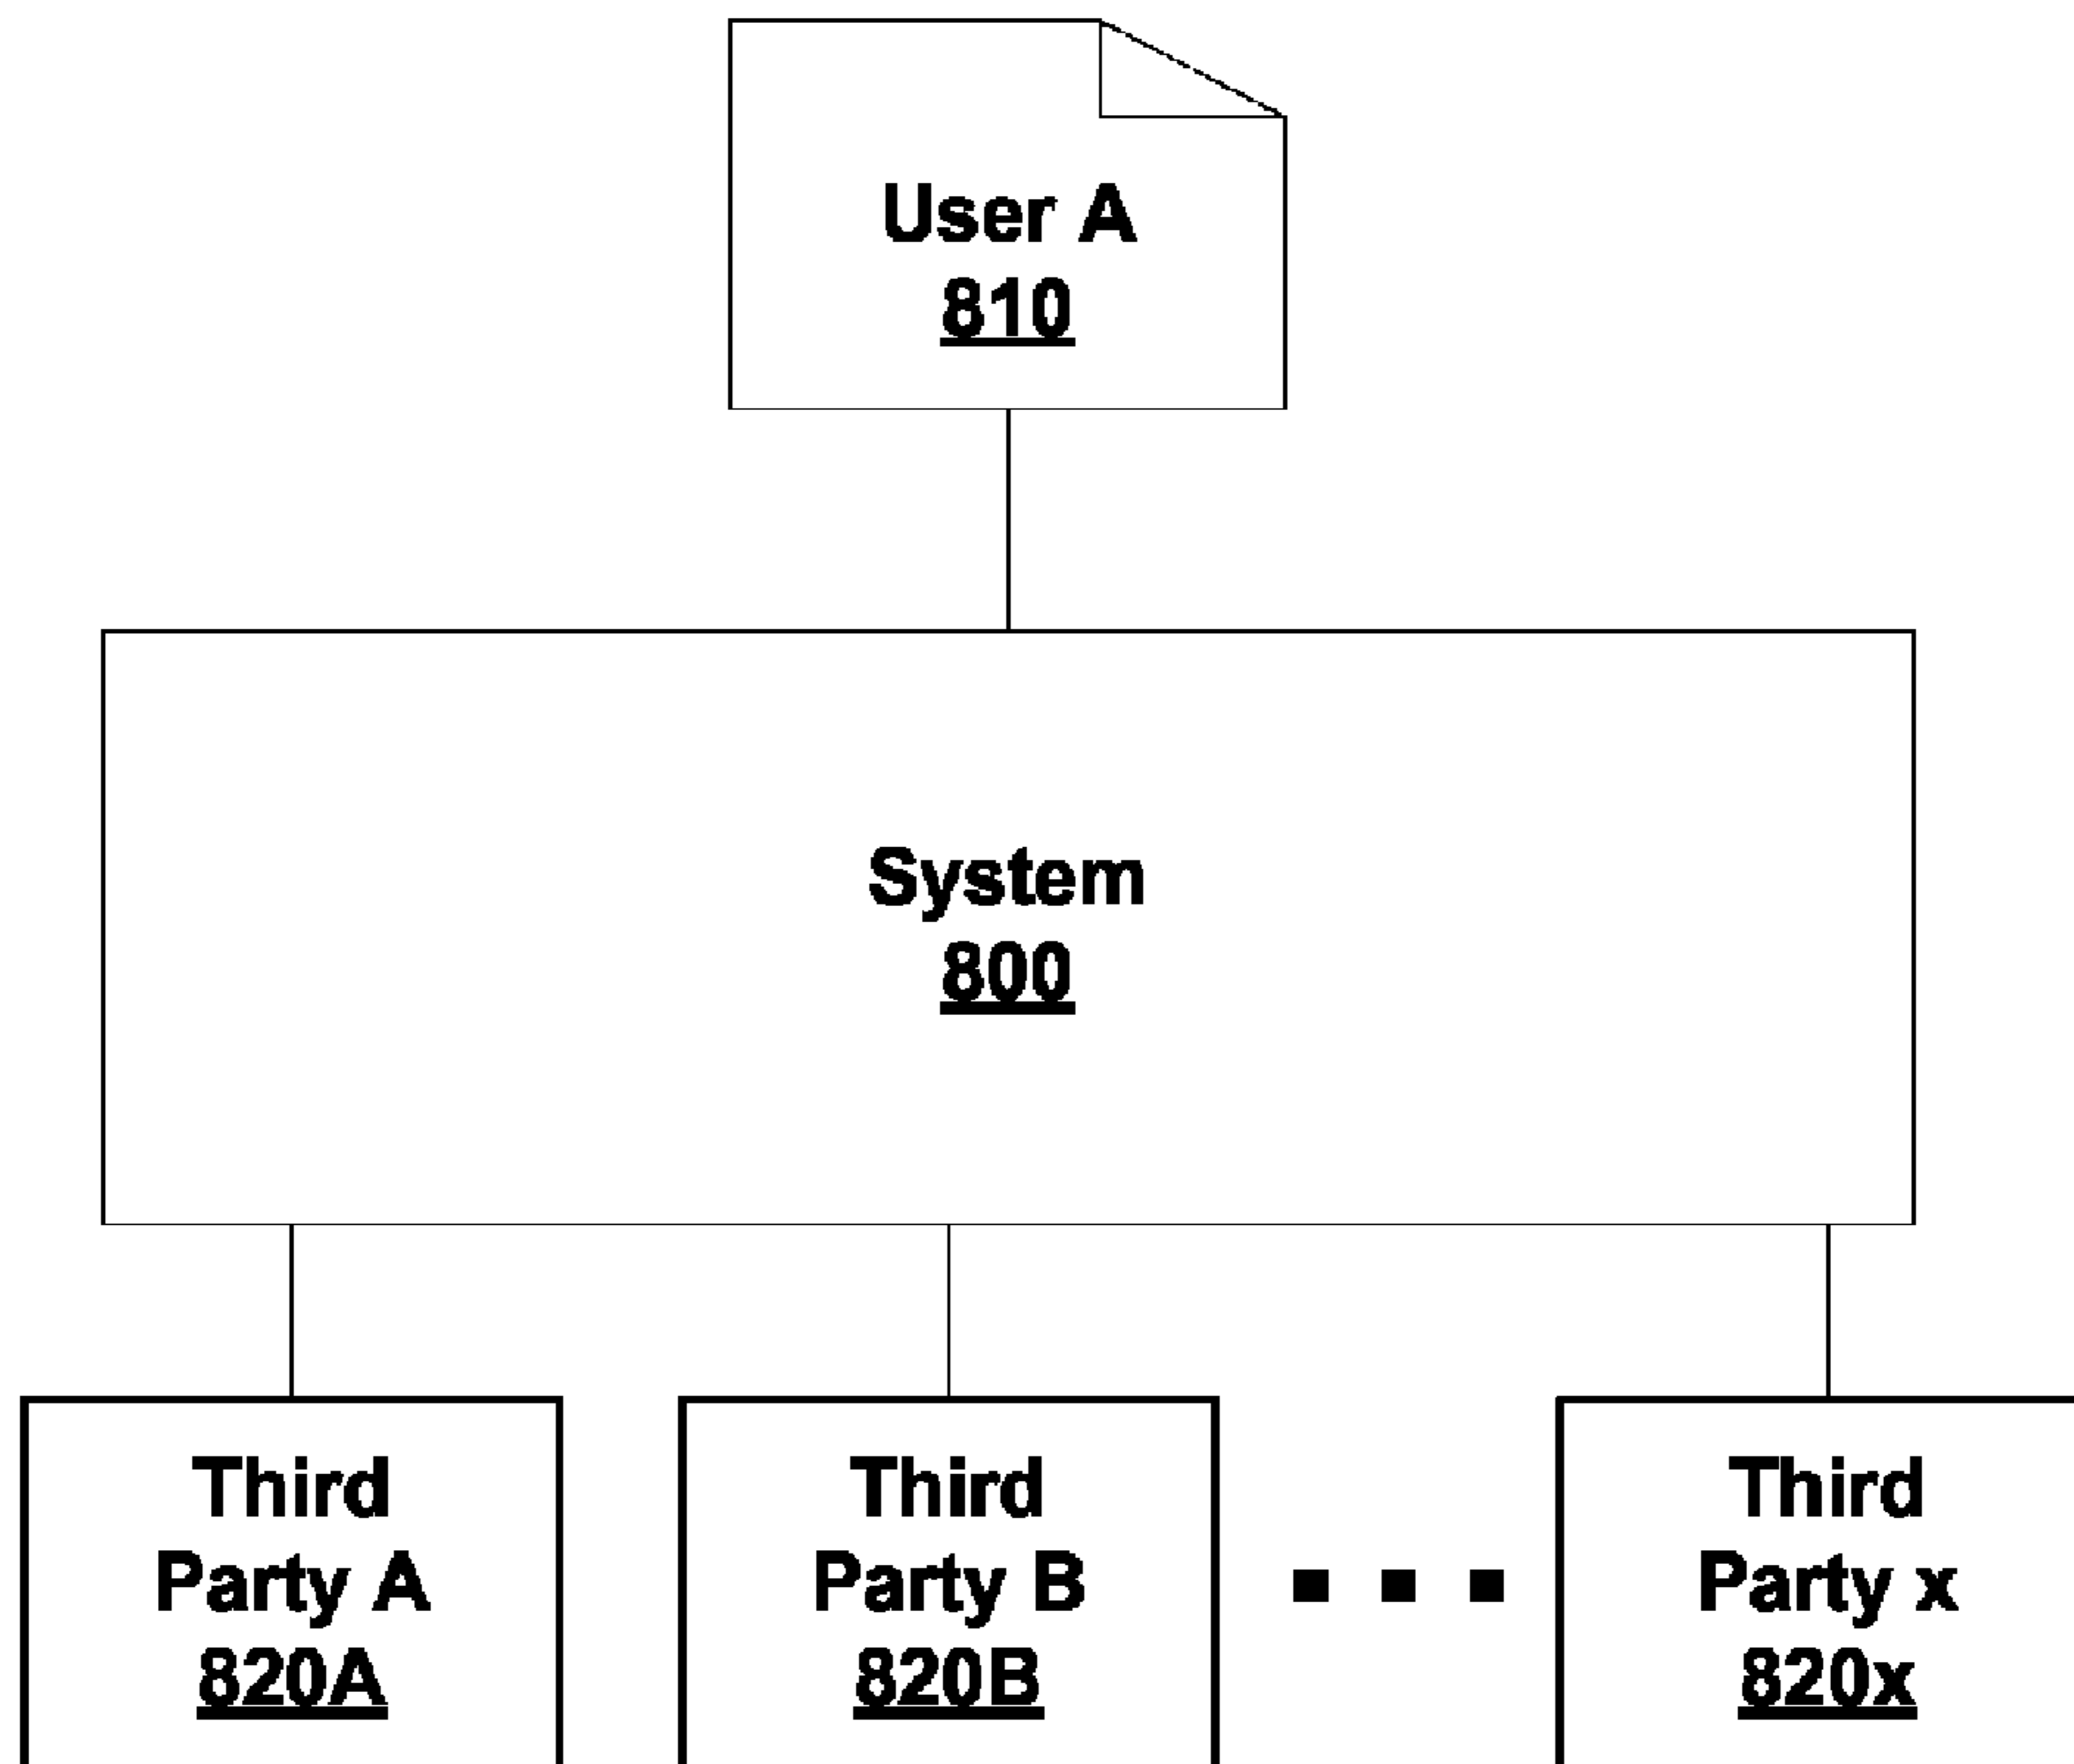 User A
810
System
800
Third
Party A
820A
Third
Party B
820B
Third
Party x
820x